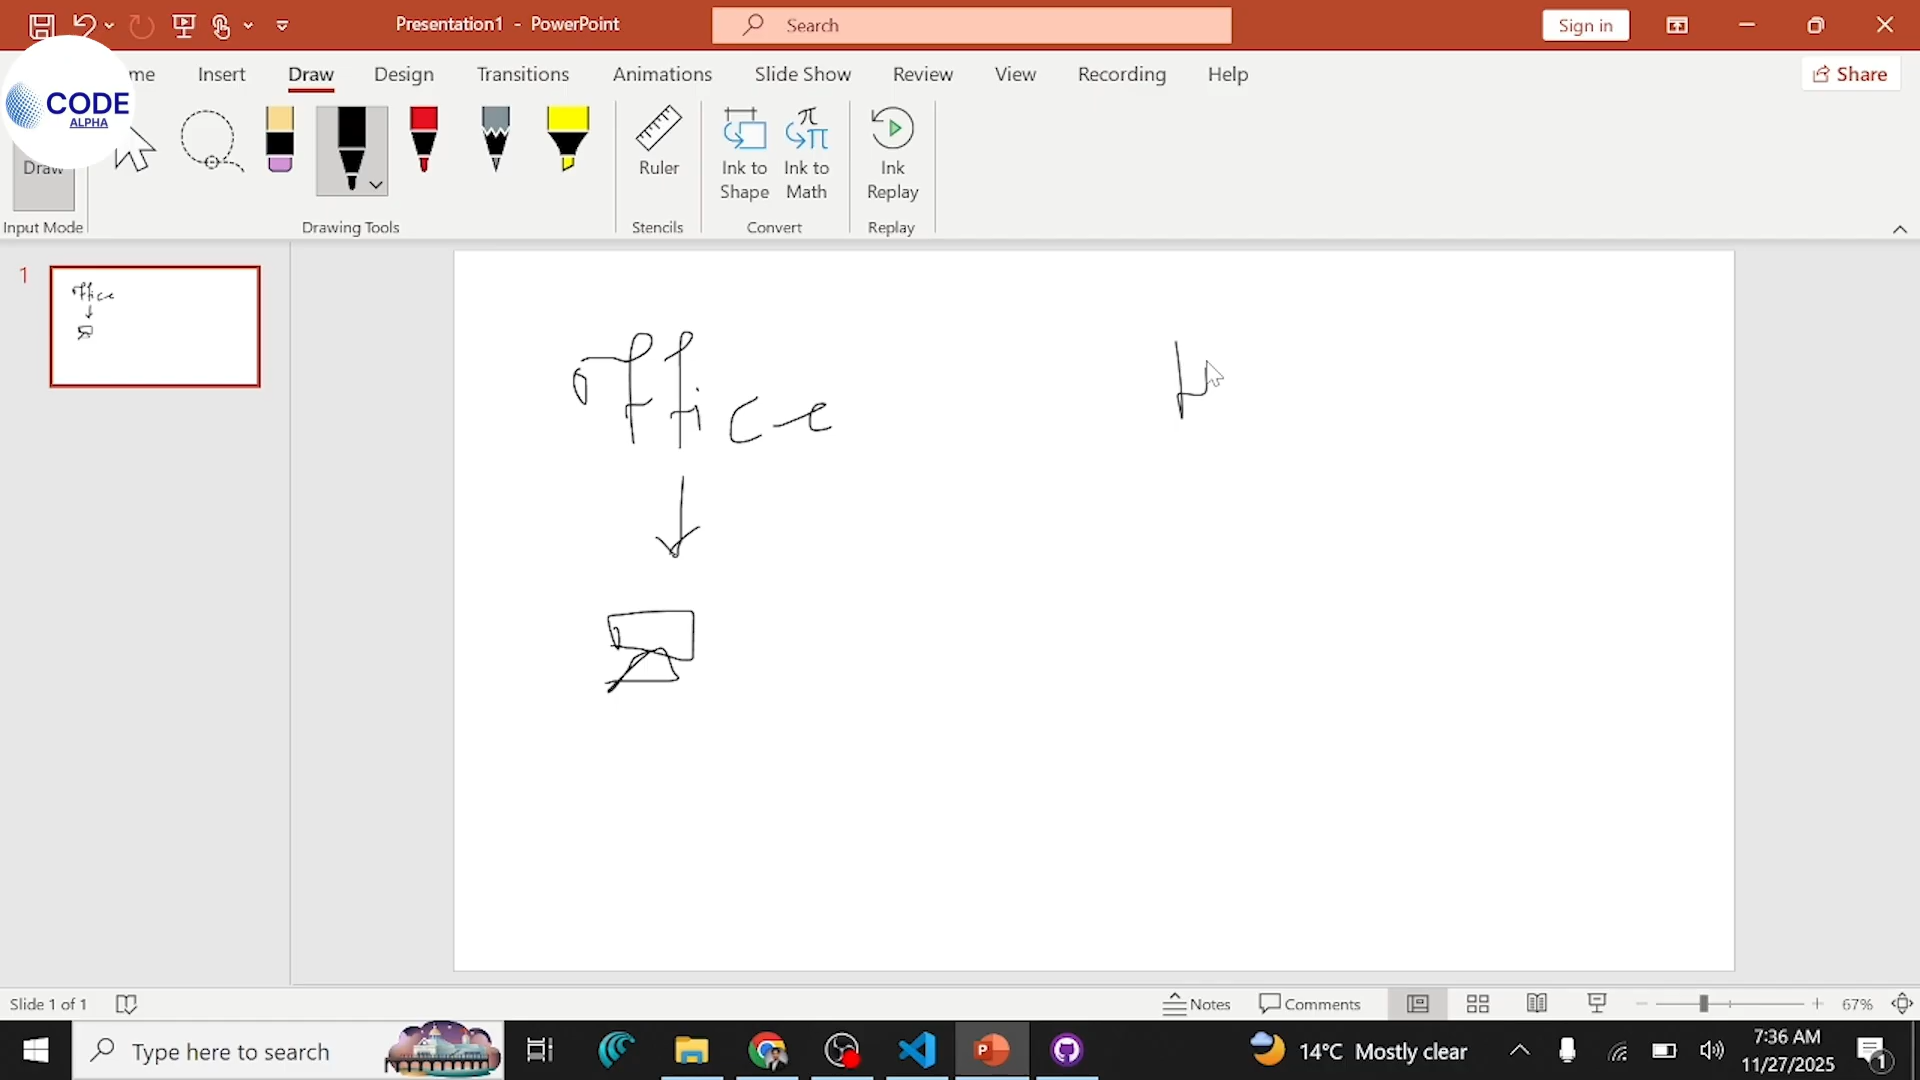 Presentation1 - PowerPoint
Search
Sign in
CODE
ALPHA
me
Insert
Draw
Design
Transitions
Animations
Slide Show
Review
View
Recording
Help
Share
Draw
Ruler
Ink to
Shape
Ink to
Math
Ink
Replay
Input Mode
Drawing Tools
Stencils
Convert
Replay
1
office
office
Slide 1 of 1
Notes
Comments
67%
Type here to search
14°C Mostly clear
7:36 AM
11/27/2025
1